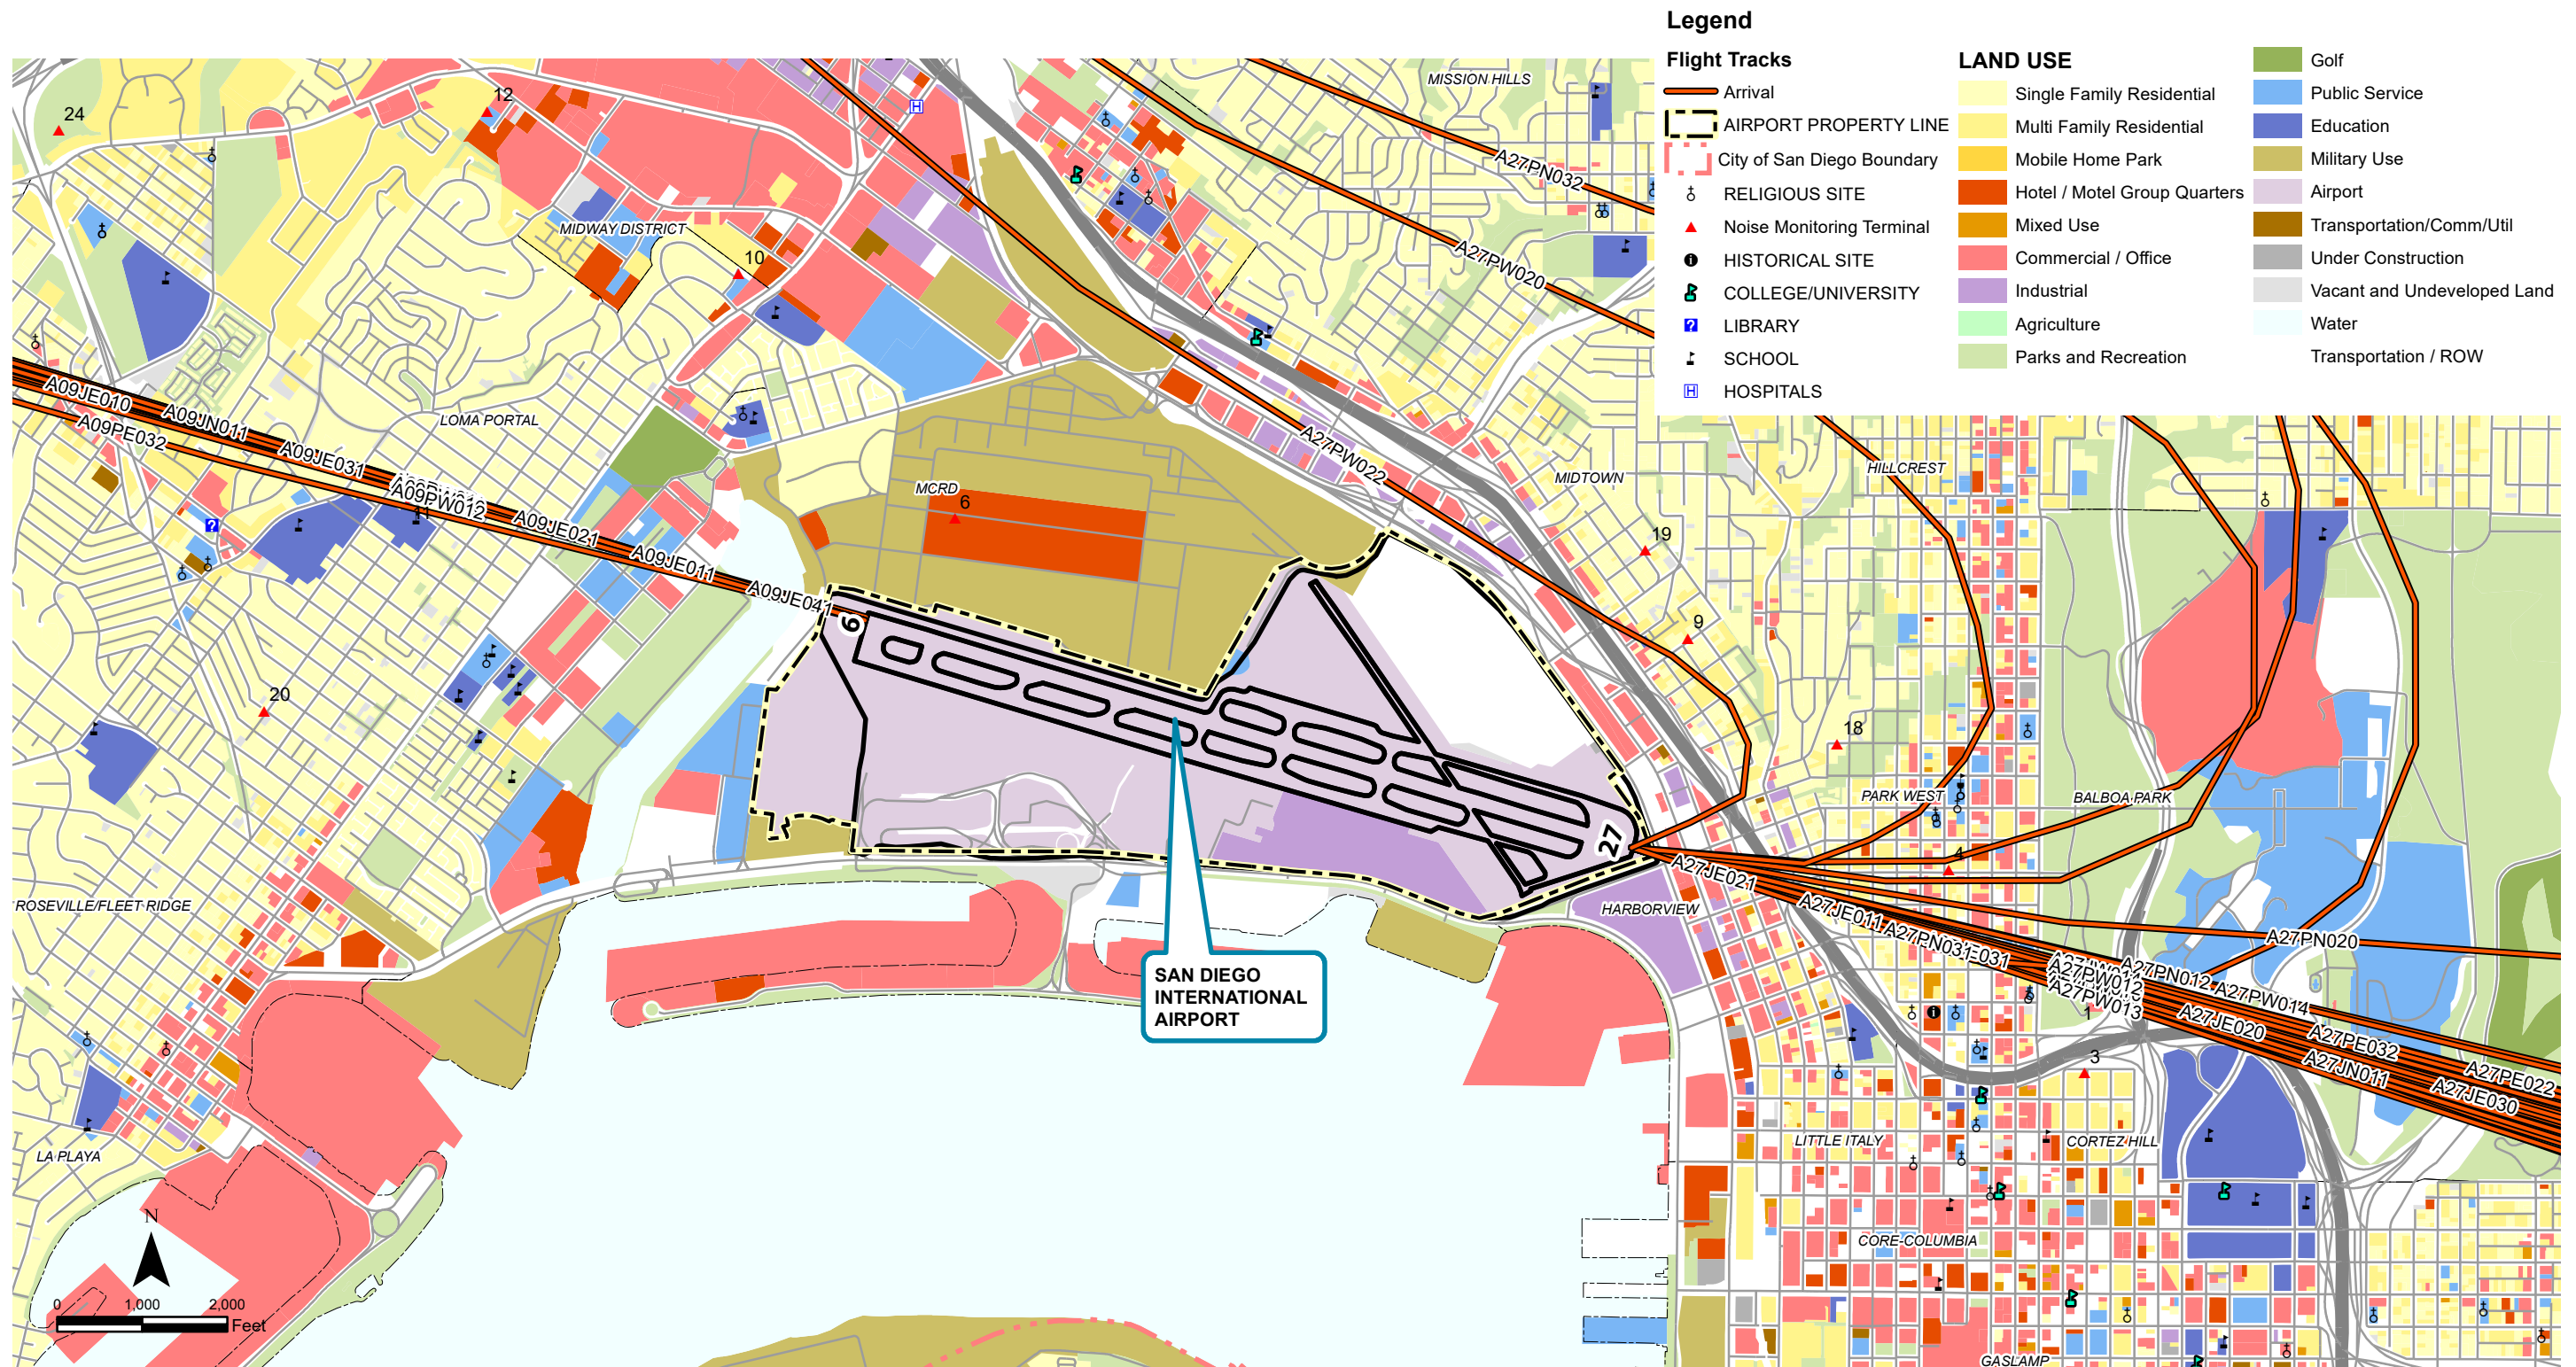 Legend
Flight Tracks
Arrival
AIRPORT PROPERTY LINE
City of San Diego Boundary
RELIGIOUS SITE
Noise Monitoring Terminal
HISTORICAL SITE
COLLEGE/UNIVERSITY
LIBRARY
SCHOOL
HOSPITALS
LAND USE
Single Family Residential
Multi Family Residential
Mobile Home Park
Hotel / Motel Group Quarters
Mixed Use
Commercial / Office
Industrial
Agriculture
Parks and Recreation
Golf
Public Service
Education
Military Use
Airport
Transportation/Comm/Util
Under Construction
Vacant and Undeveloped Land
Water
Transportation / ROW
MISSION HILLS
12
24
H
A27PN032
MIDWAY DISTRICT
10
A27PW020
A09JE010
A09JN011
A09PE032
LOMA PORTAL
A09JE031
A27PW022
HILLCREST
MIDTOWN
MCRD
6
A09PW012
A09JE021
19
A09JE011
A09JE041
9
9
20
18
27
PARK WEST
BALBOA PARK
4
A27JE021
ROSEVILLE/FLEET RIDGE
HARBORVIEW
A27JE011
A27PN031
A27PN020
A27PN012
A27PW012
A27PW014
A27PW013
SAN DIEGO
INTERNATIONAL
AIRPORT
1
A27JE020
A27PE032
3
A27JN011
A27PE022
A27JE030
LITTLE ITALY
CORTEZ HILL
LA PLAYA
N
CORE-COLUMBIA
0 1,000 2,000
Feet
GASLAMP